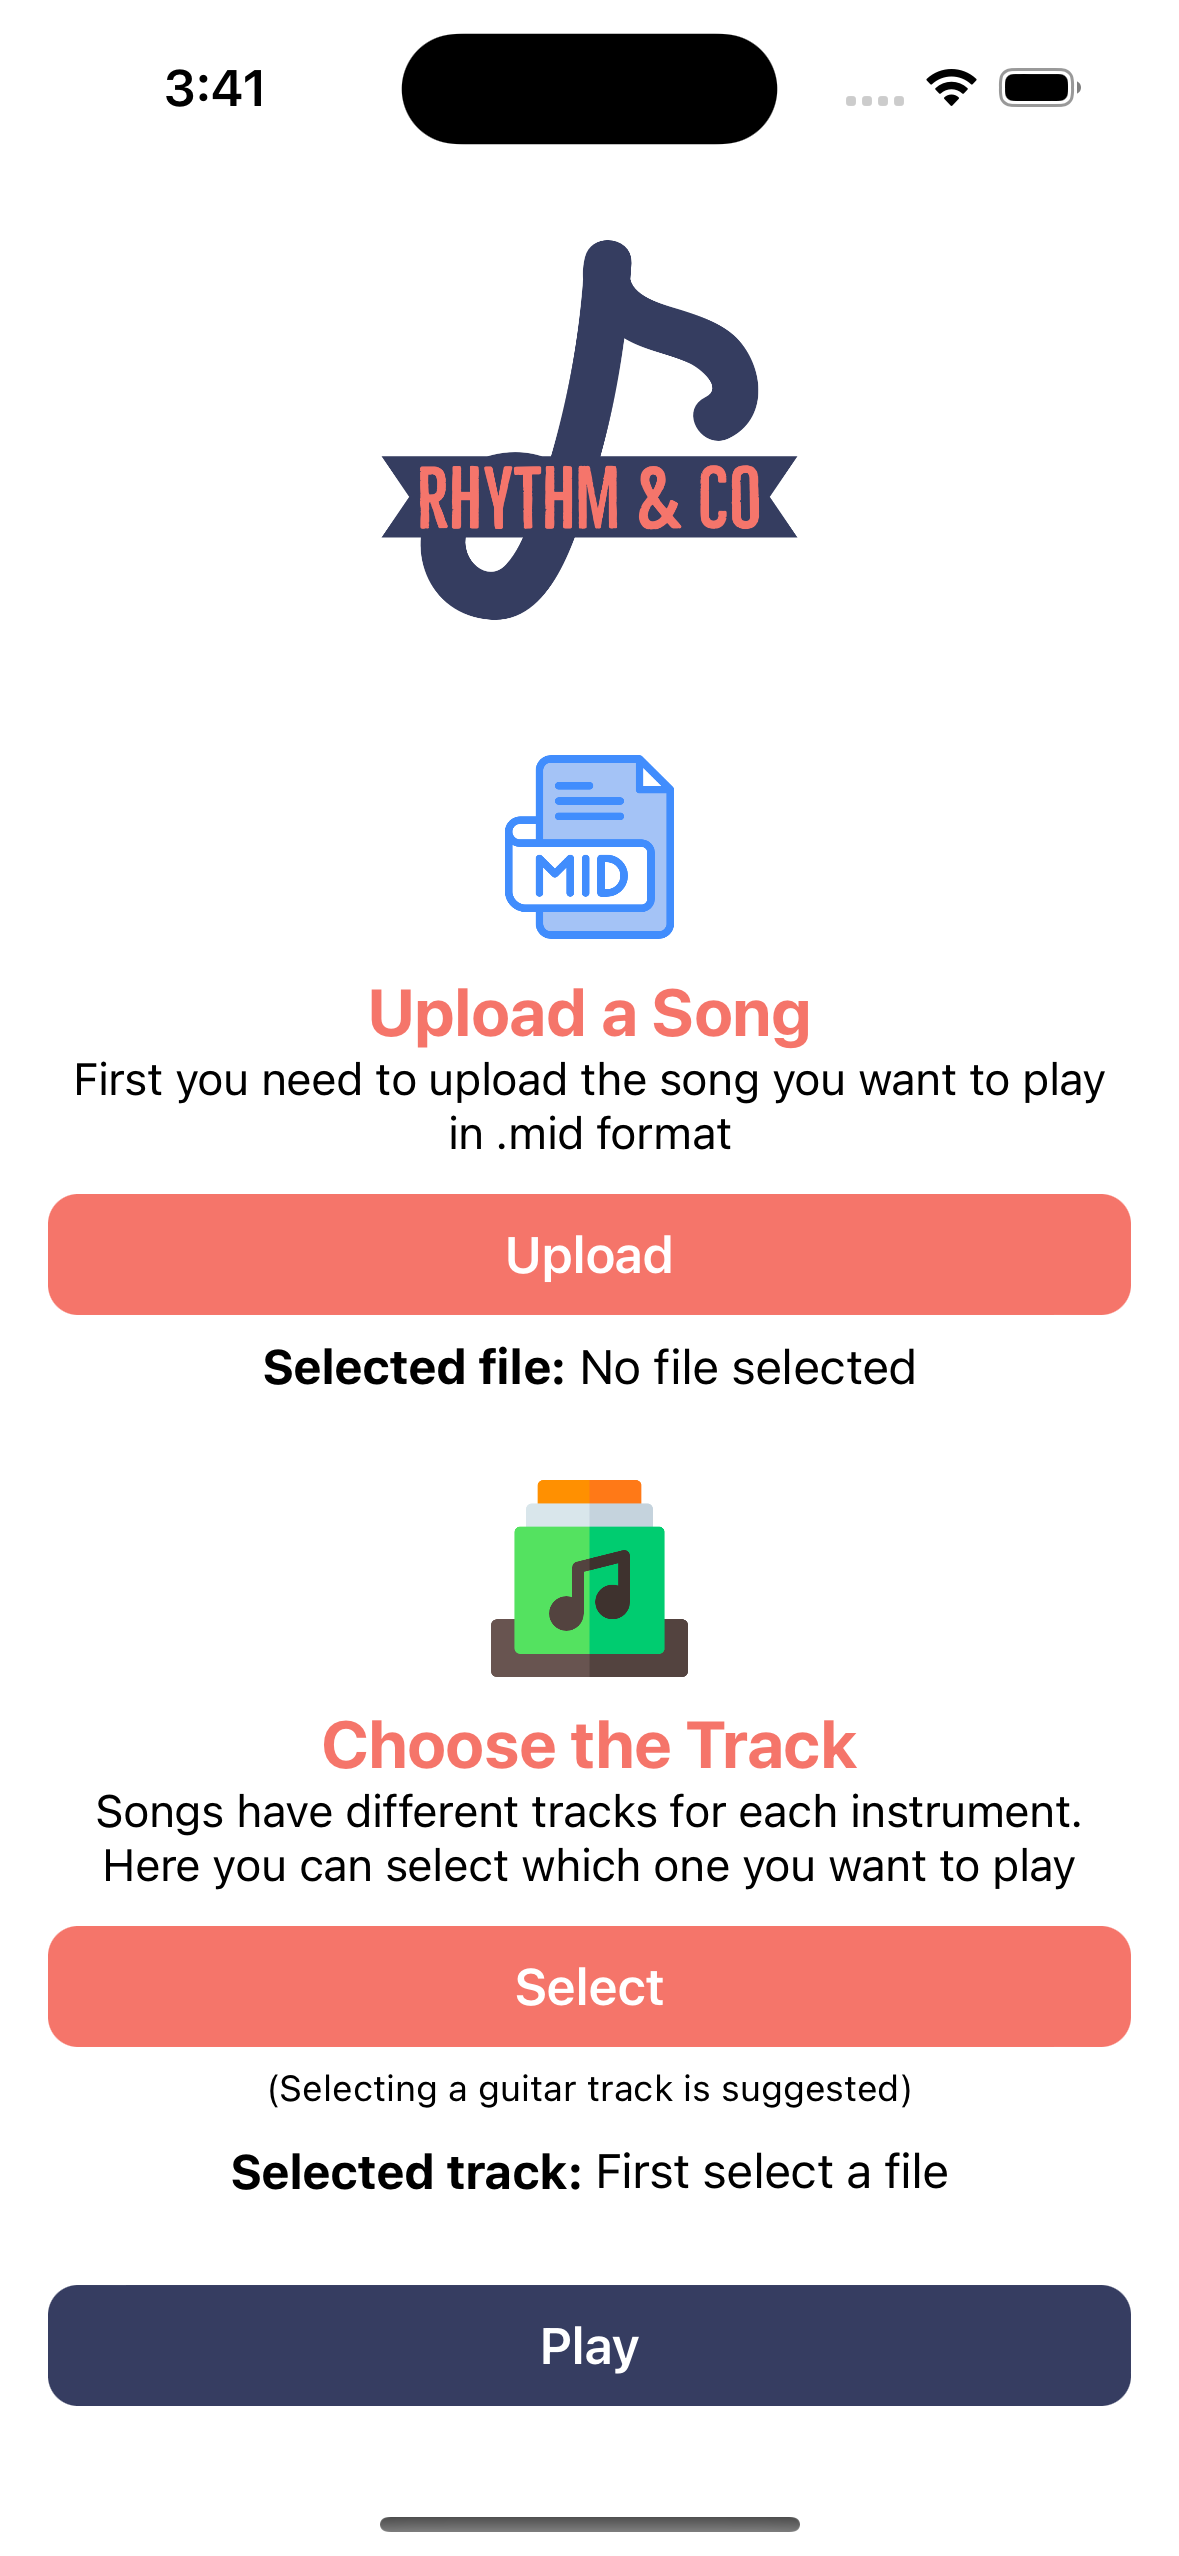 3:41
RHYTHM & CO
MID
Upload a Song
First you need to upload the song you want to play
in .mid format
Upload
Selected file: No file selected
Choose the Track
Songs have different tracks for each instrument.
Here you can select which one you want to play
Select
(Selecting a guitar track is suggested)
Selected track: First select a file
Play